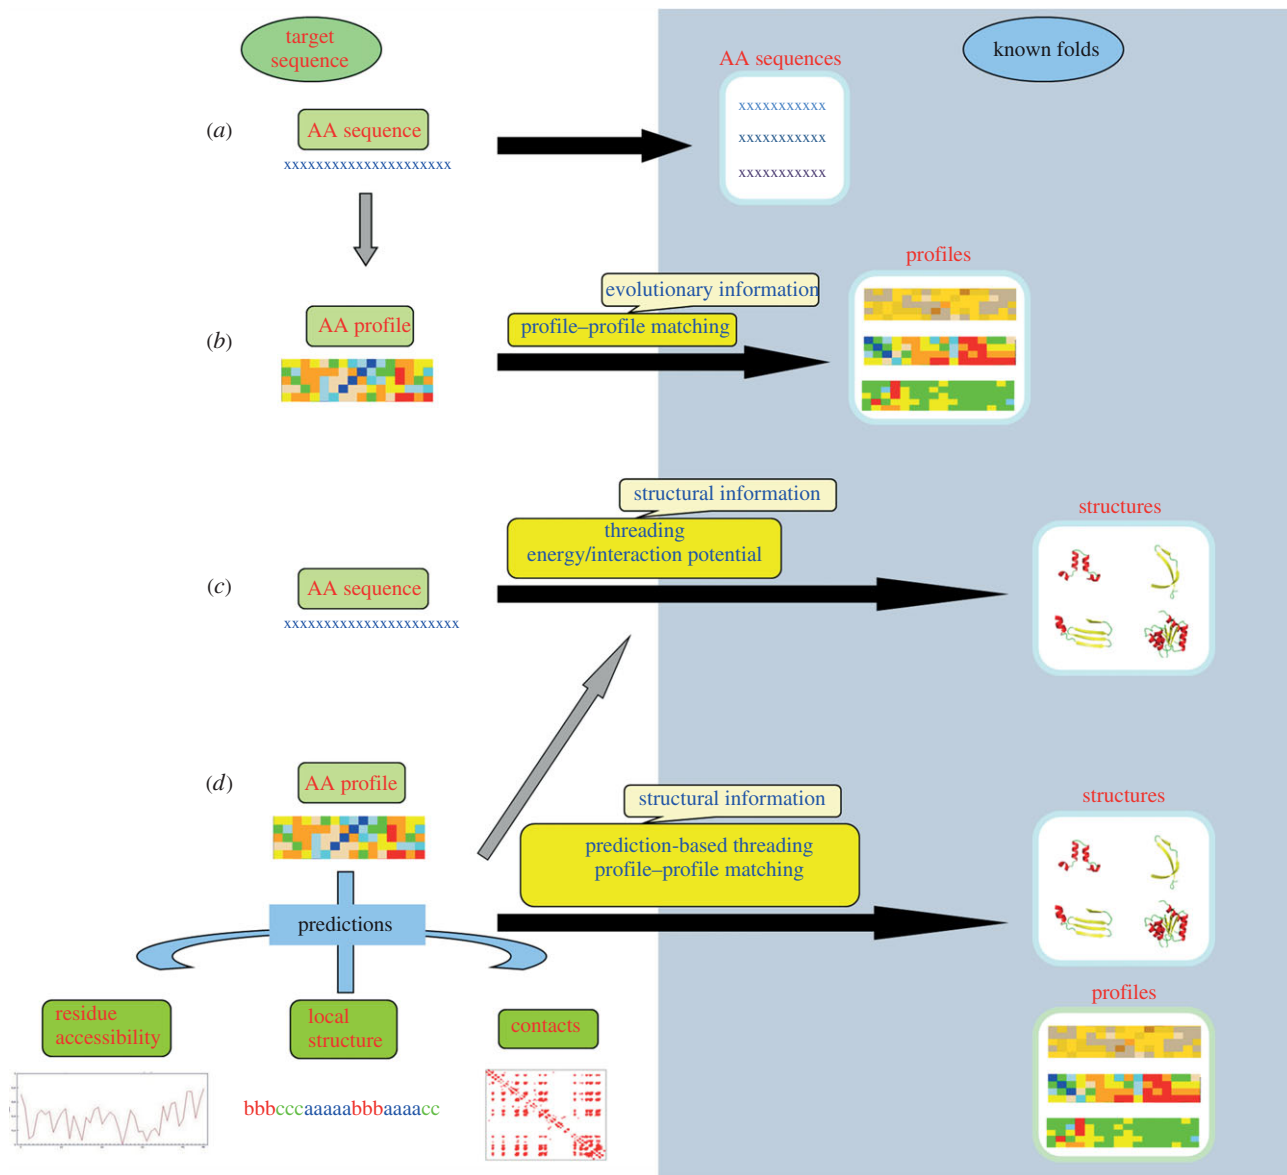 target
sequence
known folds
AA sequences
xxxxxxxxxxx
xxxxxxxxxxx
xxxxxxxxxxx
(a)
AA sequence
xxxxxxxxxxxxxxxxxxxxx
profiles
evolutionary information
profile–profile matching
(b)
AA profile
structural information
threading
energy/interaction potential
structures
(c)
AA sequence
xxxxxxxxxxxxxxxxxxxxxx
(d)
AA profile
structural information
prediction-based threading
profile–profile matching
structures
predictions
residue
accessibility
local
structure
contacts
bbbcccaaaaabbbaaaacc
profiles